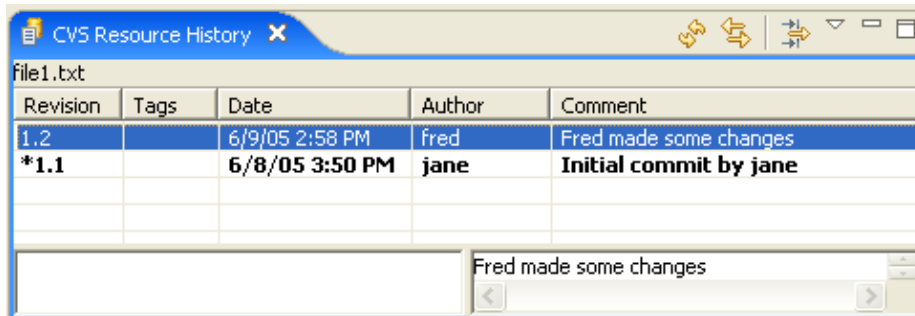 CVS Resource History
file1.txt
Revision Tags Date Author Comment
1.2 6/9/05 2:58 PM fred Fred made some changes
*1.1 6/8/05 3:50 PM jane Initial commit by jane
Fred made some changes